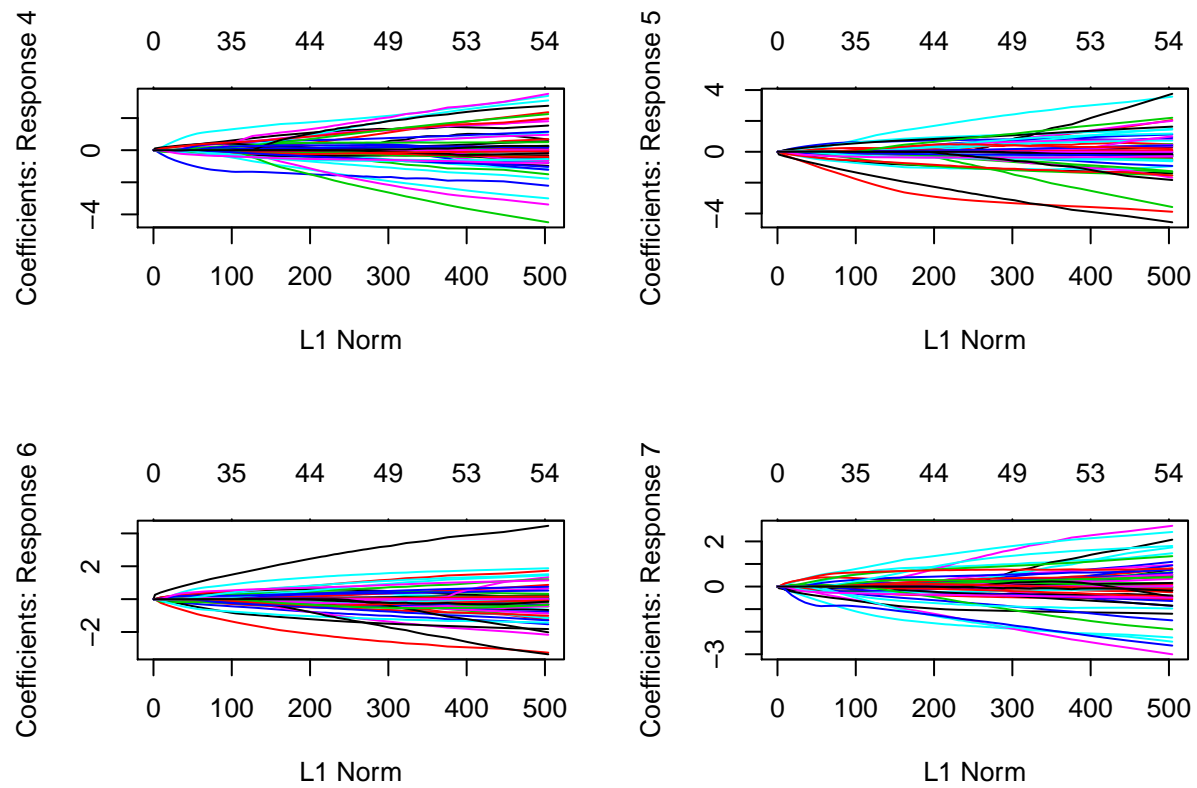 0 35 44 49 53 54
Coefficients: Response 4
0
−4
0 100 200 300 400 500
L1 Norm
0 35 44 49 53 54
Coefficients: Response 5
4
0
−4
0 100 200 300 400 500
L1 Norm
0 35 44 49 53 54
Coefficients: Response 6
2
−2
0 100 200 300 400 500
L1 Norm
0 35 44 49 53 54
Coefficients: Response 7
2
0
−3
0 100 200 300 400 500
L1 Norm